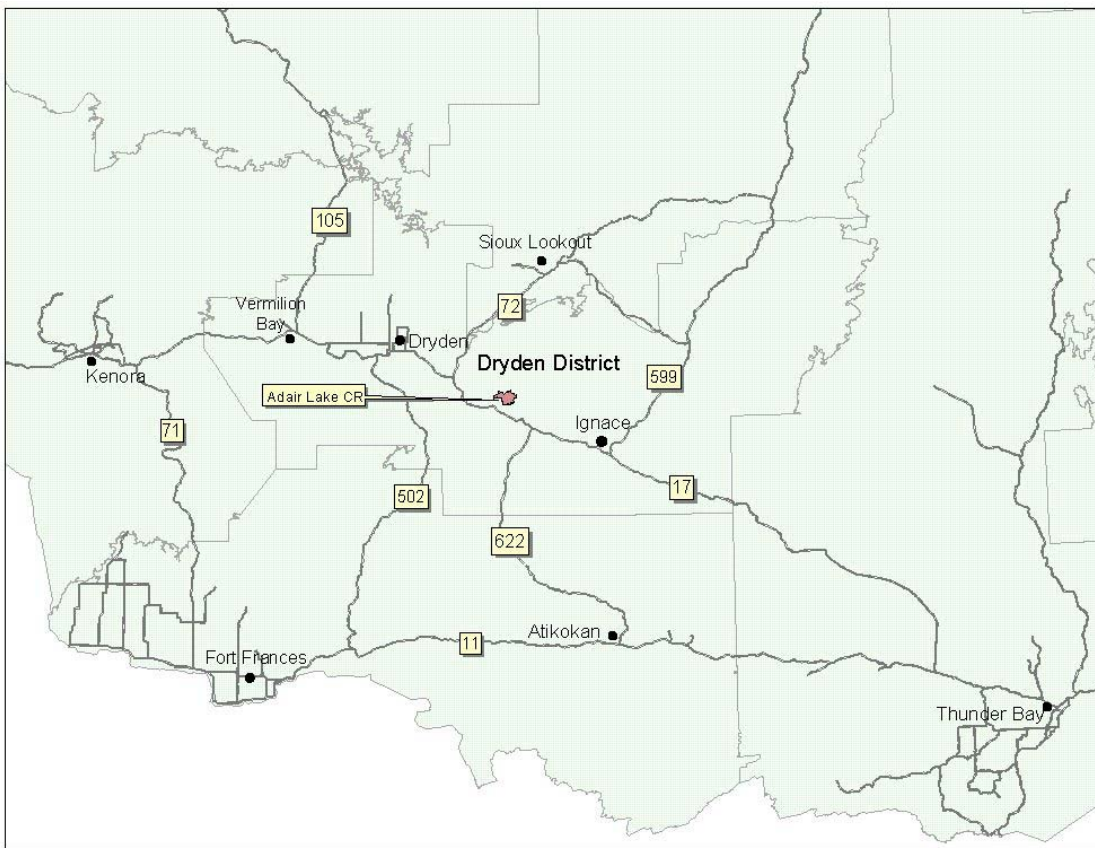 105
Sioux Lookout
72
Vermilion
Bay
Dryden
Kenora
Dryden District
599
Adair Lake CR
Ignace
71
17
502
622
Atikokan
11
Fort Frances
Thunder Bay